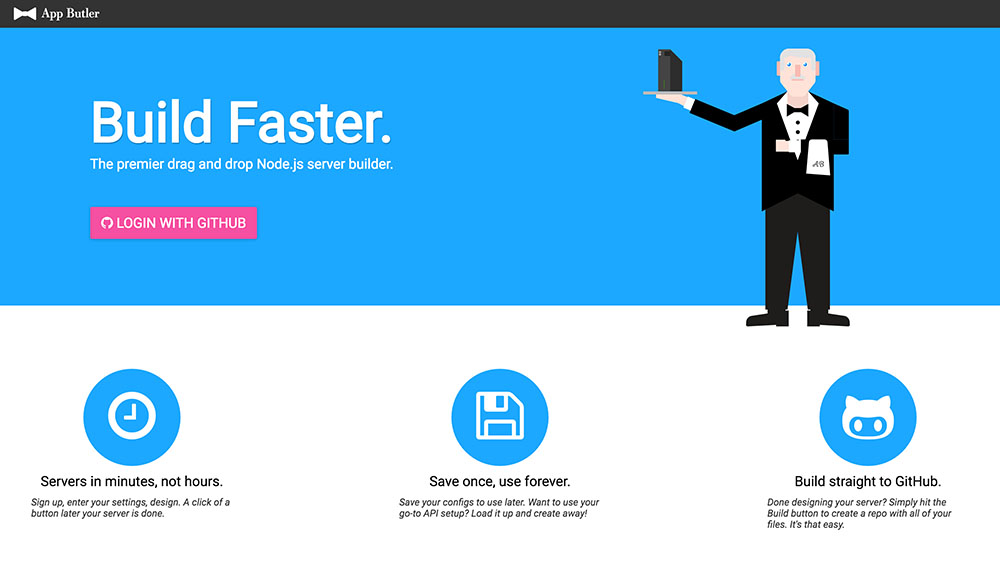 App Butler
Build Faster.
The premier drag and drop Node.js server builder.
LOGIN WITH GITHUB
AB
Servers in minutes, not hours.
Sign up, enter your settings, design. A click of a
button later your server is done.
Save once, use forever.
Save your configs to use later. Want to use your
go-to API setup? Load it up and create away!
Build straight to GitHub.
Done designing your server? Simply hit the
Build button to create a repo with all of your
files. It's that easy.